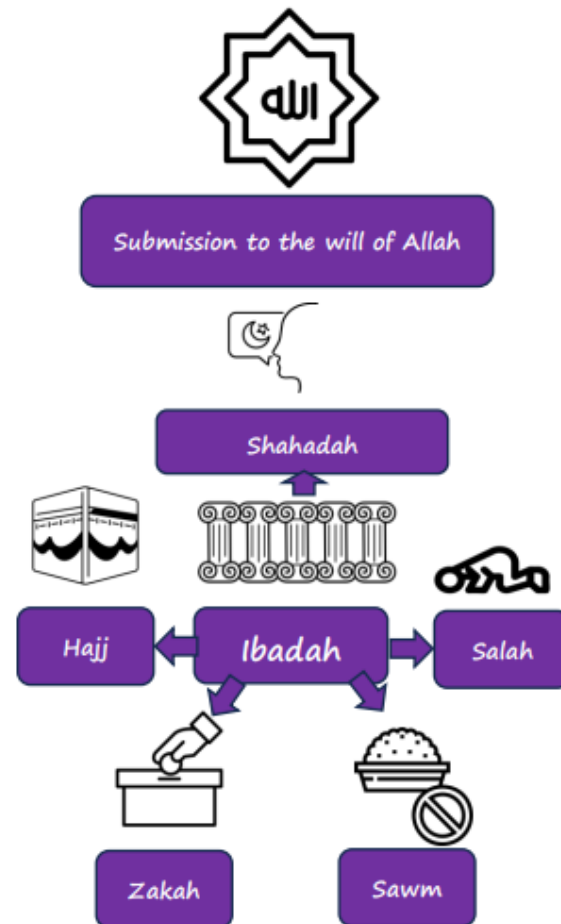 الله
Submission to the will of Allah
Shahadah
Hajj
Ibadah
Salah
Zakah
Sawm